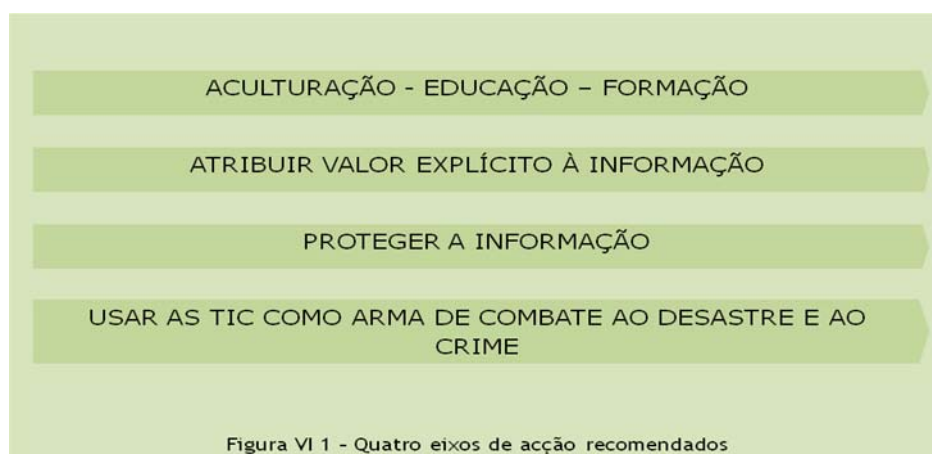 ACULTURAÇÃO - EDUCAÇÃO – FORMAÇÃO
ATRIBUIR VALOR EXPLÍCITO À INFORMAÇÃO
PROTEGER A INFORMAÇÃO
USAR AS TIC COMO ARMA DE COMBATE AO DESASTRE E AO
CRIME
Figura VI 1 - Quatro eixos de acção recomendados